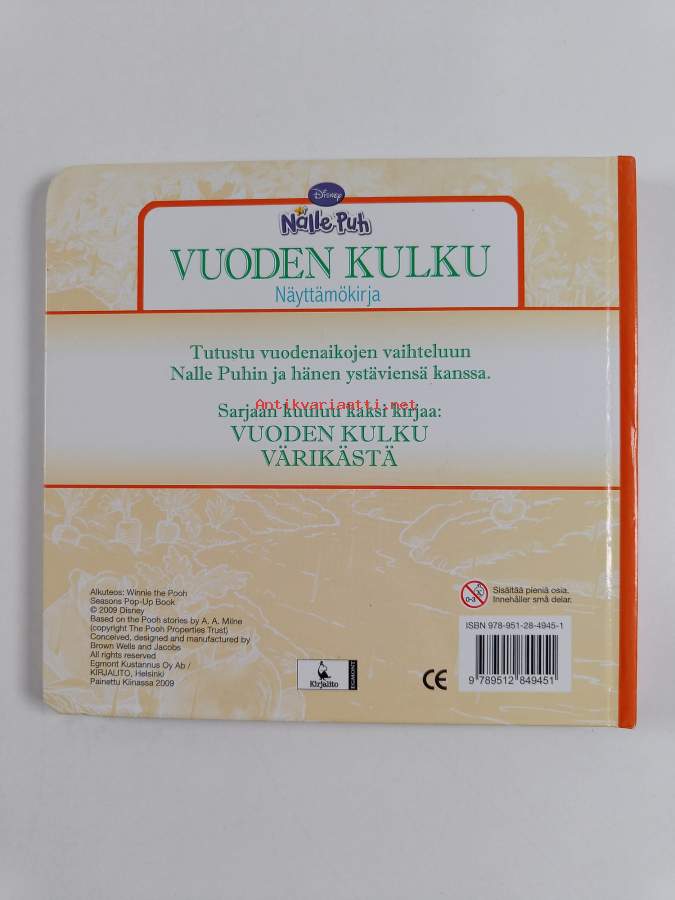 Disney
Nalle Puh
VUODEN KULKU
Näyttämökirja
Tutustu vuodenaikojen vaihteluun
Nalle Puhin ja hänen ystäviensä kanssa.
Antikvariaatti.net
Sarjaan kuuluu kaksi kirjaa:
VUODEN KULKU
VÄRIKÄSTÄ
Alkuteos: Winnie the Pooh
Seasons Pop-Up Book
© 2009 Disney
Based on the Pooh stories by A. A. Milne
(copyright The Pooh Properties Trust)
Conceived, designed and manufactured by
Brown Wells and Jacobs
All rights reserved
Egmont Kustannus Oy Ab /
KIRJALITO, Helsinki
Painettu Kiinassa 2009
Kirjalito
EGMONT
CE
0-3
Sisältää pieniä osia.
Innehåller små delar.
ISBN 978-951-28-4945-1
9 789512 849451